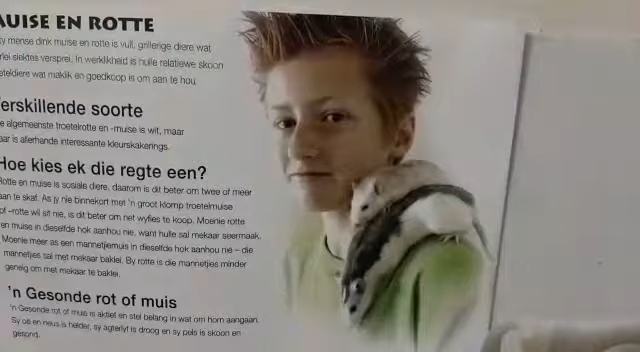 UISE EN ROTTE
mense dink muise en rotte is vuil, grillerige diere wat
siektes versprei. In werklikheid is hulle relatiewe skoon
wat maklik en goedkoop is om aan te hou.
erskillende soorte
algemeenste troetelrotte en -muise is wit, maar
is allerhande interessante kleurskakerings.
Hoe kies ek die regte een?
Rotte en muise is sosiale diere, daarom is dit beter om twee of meer
aan te skaf. As jy nie binnekort met 'n groot klomp troetelmuise
of -rotte wil sit nie, is dit beter om net wyfies te koop. Moenie rotte
en muise in dieselfde hok aanhou nie, want hulle sal mekaar seermaak.
Moenie meer as een mannetjiemuis in dieselfde hok aanhou nie – die
mannetjies sal met mekaar baklei. By rotte is die mannetjies minder
geneig om met mekaar te baklei.
'n Gesonde rot of muis
'n Gesonde rot of muis is aktief en stel belang in wat om hom aangaan.
Sy oë en neus is helder, sy agterlyf is droog en sy pels is skoon en
gesond.